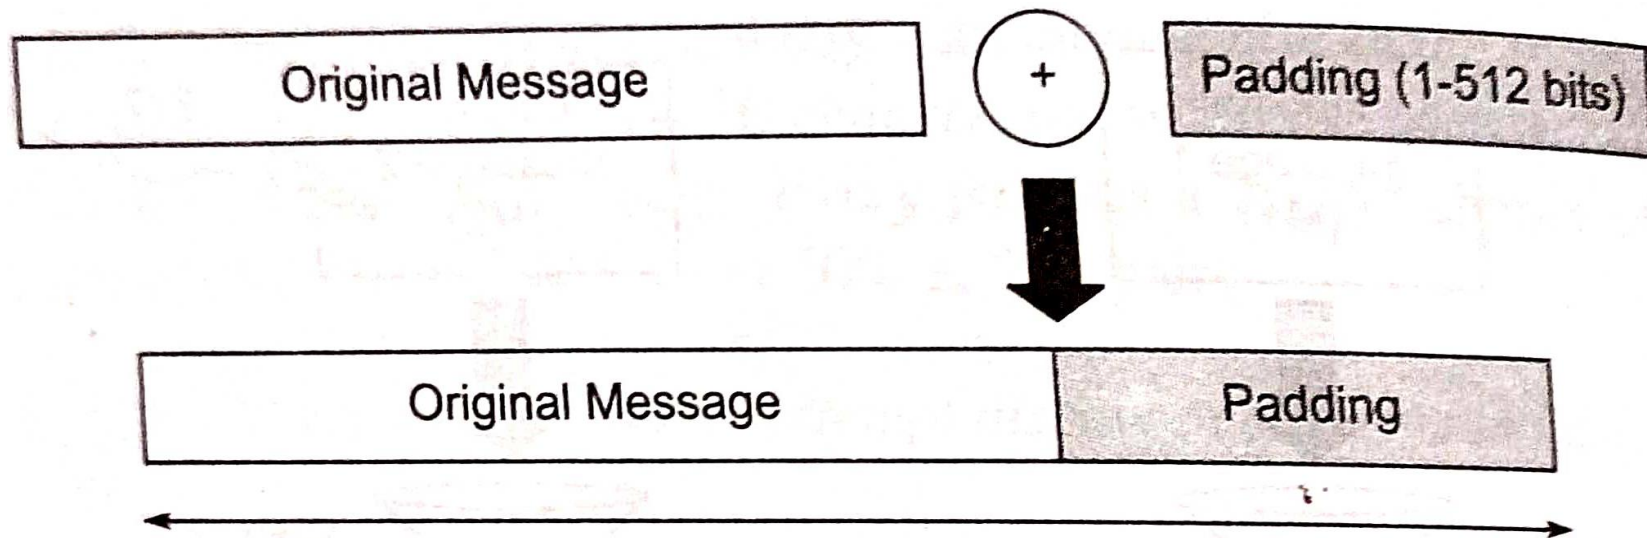 Original Message
+
Padding (1-512 bits)
Original Message
Padding